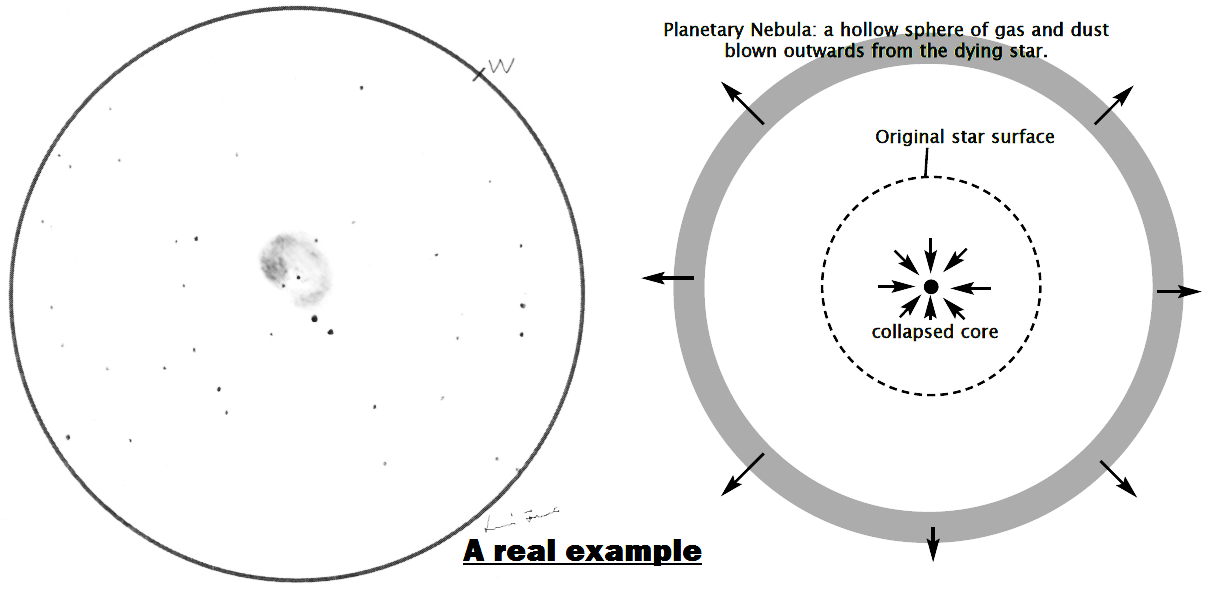 W
Planetary Nebula: a hollow sphere of gas and dust
blown outwards from the dying star.
Original star surface
collapsed core
A real example